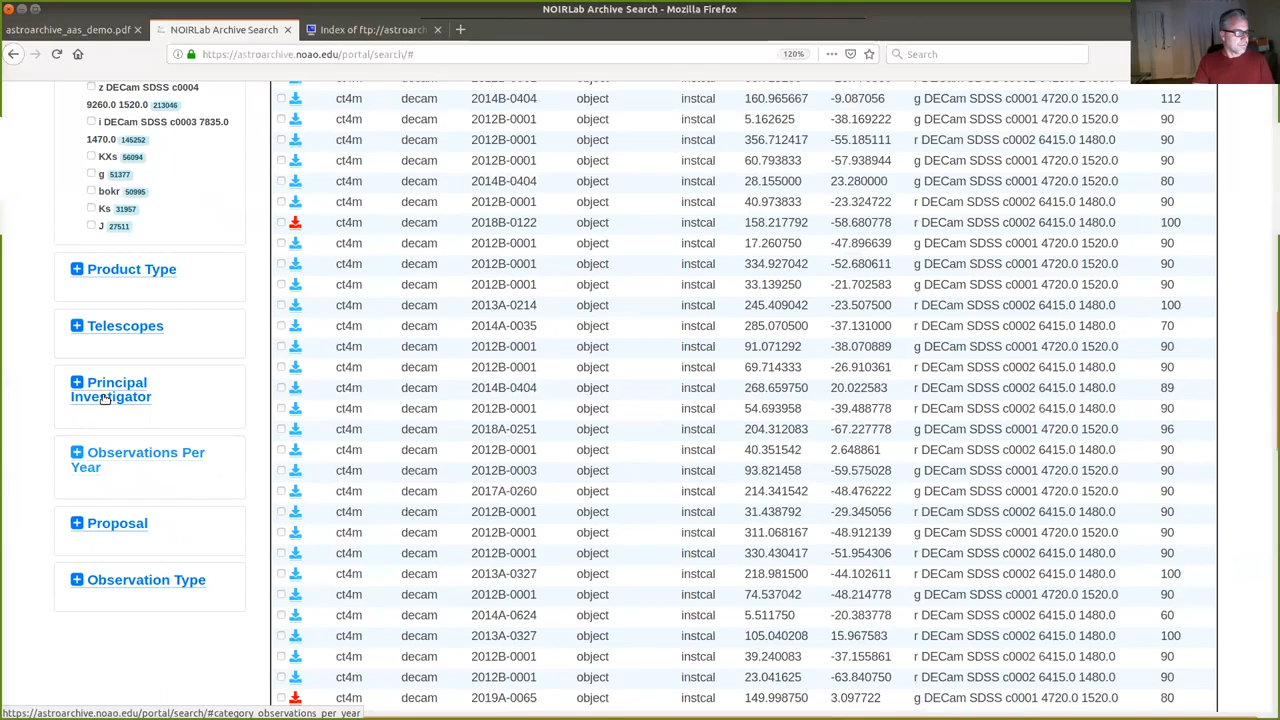 NOIRLab Archive Search - Mozilla Firefox
astroarchive_aas_demo.pdf
NOIRLab Archive Search
Index of ftp://astroarch
https://astroarchive.noao.edu/portal/search/#
120%
Search
z DECam SDSS c0004
9260.0 1520.0 213046
i DECam SDSS c0003 7835.0
1470.0 145252
KXs 56094
g 51377
bokr 50995
Ks 31957
J 27511
Product Type
Telescopes
Principal
Investigator
Observations Per
Year
Proposal
Observation Type
ct4m decam 2014B-0404 object instcal 160.965667 -9.087056 g DECam SDSS c0001 4720.0 1520.0 112
ct4m decam 2012B-0001 object instcal 5.162625 -38.169222 g DECam SDSS c0001 4720.0 1520.0 90
ct4m decam 2012B-0001 object instcal 356.712417 -55.185111 r DECam SDSS c0002 6415.0 1480.0 90
ct4m decam 2012B-0001 object instcal 60.793833 -57.938944 g DECam SDSS c0001 4720.0 1520.0 90
ct4m decam 2014B-0404 object instcal 28.155000 23.280000 g DECam SDSS c0001 4720.0 1520.0 80
ct4m decam 2012B-0001 object instcal 40.973833 -23.324722 r DECam SDSS c0002 6415.0 1480.0 90
ct4m decam 2018B-0122 object instcal 158.217792 -58.680778 r DECam SDSS c0002 6415.0 1480.0 100
ct4m decam 2012B-0001 object instcal 17.260750 -47.896639 g DECam SDSS c0001 4720.0 1520.0 90
ct4m decam 2012B-0001 object instcal 334.927042 -52.680611 g DECam SDSS c0001 4720.0 1520.0 90
ct4m decam 2012B-0001 object instcal 33.139250 -21.702583 g DECam SDSS c0001 4720.0 1520.0 90
ct4m decam 2013A-0214 object instcal 245.409042 -23.507500 r DECam SDSS c0002 6415.0 1480.0 100
ct4m decam 2014A-0035 object instcal 285.070500 -37.131000 r DECam SDSS c0002 6415.0 1480.0 70
ct4m decam 2012B-0001 object instcal 91.071292 -38.070889 r DECam SDSS c0002 6415.0 1480.0 90
ct4m decam 2012B-0001 object instcal 69.714333 -26.910361 r DECam SDSS c0002 6415.0 1480.0 90
ct4m decam 2014B-0404 object instcal 268.659750 20.022583 r DECam SDSS c0002 6415.0 1480.0 89
ct4m decam 2012B-0001 object instcal 54.693958 -39.488778 r DECam SDSS c0002 6415.0 1480.0 90
ct4m decam 2018A-0251 object instcal 204.312083 -67.227778 r DECam SDSS c0002 6415.0 1480.0 96
ct4m decam 2012B-0001 object instcal 40.351542 2.648861 r DECam SDSS c0002 6415.0 1480.0 90
ct4m decam 2012B-0003 object instcal 93.821458 -59.575028 r DECam SDSS c0002 6415.0 1480.0 90
ct4m decam 2017A-0260 object instcal 214.341542 -48.476222 g DECam SDSS c0001 4720.0 1520.0 90
ct4m decam 2012B-0001 object instcal 31.438792 -29.345056 g DECam SDSS c0001 4720.0 1520.0 90
ct4m decam 2012B-0001 object instcal 311.068167 -48.912139 g DECam SDSS c0001 4720.0 1520.0 90
ct4m decam 2012B-0001 object instcal 330.430417 -51.954306 r DECam SDSS c0002 6415.0 1480.0 90
ct4m decam 2013A-0327 object instcal 218.981500 -44.102611 r DECam SDSS c0002 6415.0 1480.0 100
ct4m decam 2012B-0001 object instcal 74.537042 -48.214778 r DECam SDSS c0002 6415.0 1480.0 90
ct4m decam 2014A-0624 object instcal 5.511750 -20.383778 r DECam SDSS c0002 6415.0 1480.0 60
ct4m decam 2013A-0327 object instcal 105.040208 15.967583 r DECam SDSS c0002 6415.0 1480.0 100
ct4m decam 2012B-0001 object instcal 39.240083 -37.155861 g DECam SDSS c0001 4720.0 1520.0 90
ct4m decam 2012B-0001 object instcal 23.041625 -63.840750 r DECam SDSS c0002 6415.0 1480.0 90
ct4m decam 2019A-0065 object instcal 149.998750 3.097722 g DECam SDSS c0001 4720.0 1520.0 80
https://astroarchive.noao.edu/portal/search/#category_observations_per_year